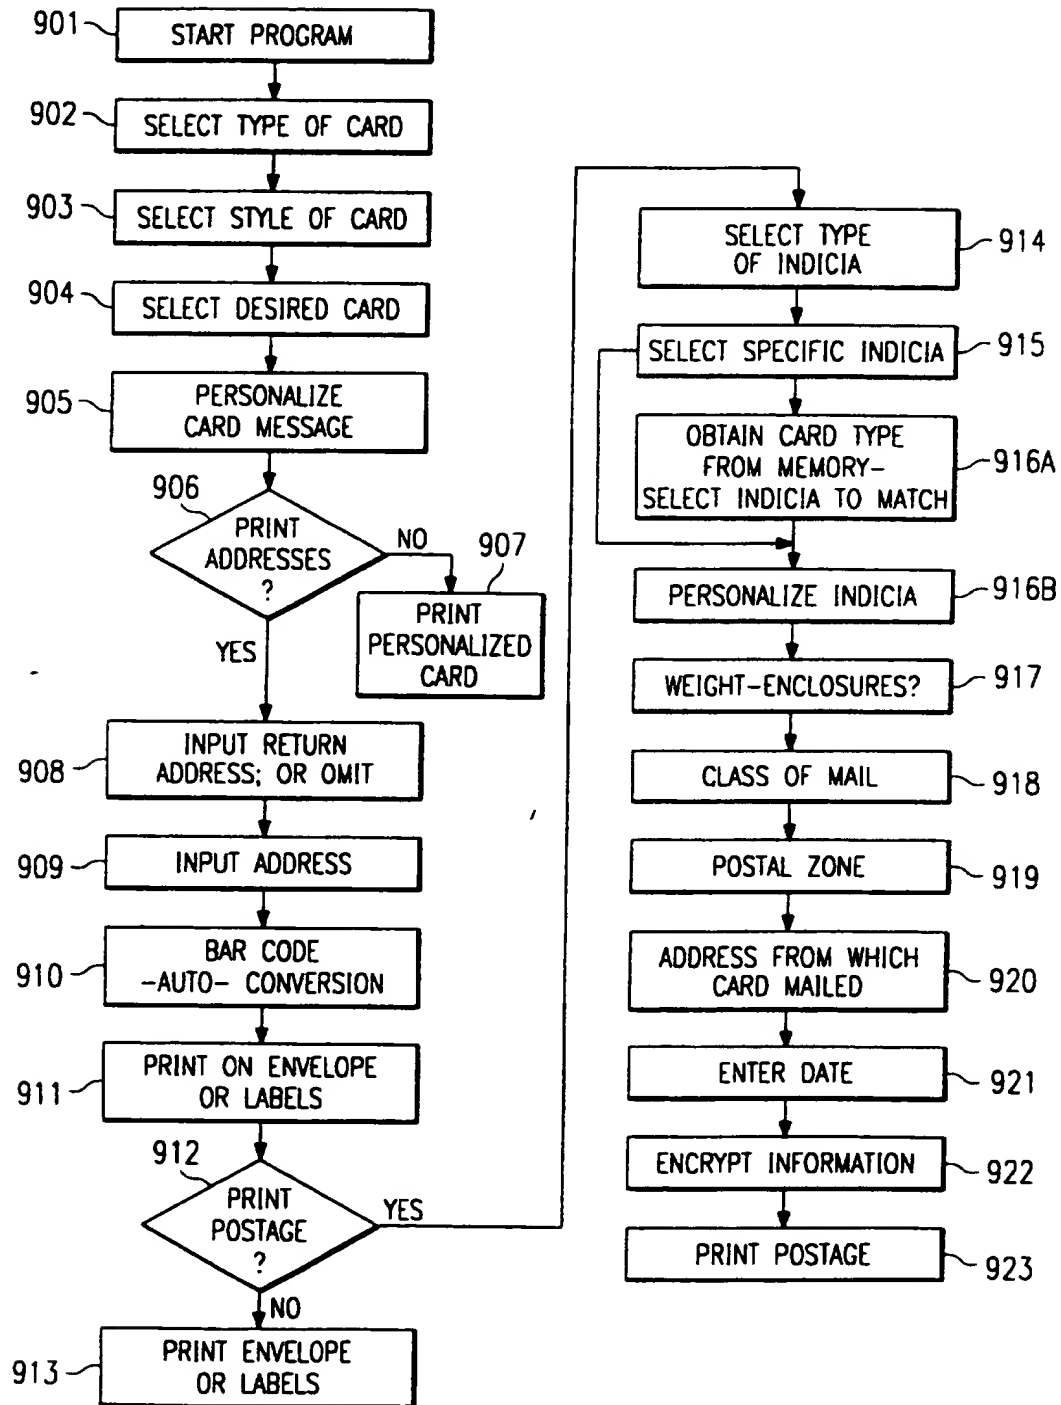 901
START PROGRAM
902
SELECT TYPE OF CARD
903
SELECT STYLE OF CARD
904
SELECT DESIRED CARD
905
PERSONALIZE
CARD MESSAGE
906
PRINT
ADDRESSES
?
NO
907
PRINT
PERSONALIZED
CARD
YES
908
INPUT RETURN
ADDRESS; OR OMIT
909
INPUT ADDRESS
910
BAR CODE
-AUTO- CONVERSION
911
PRINT ON ENVELOPE
OR LABELS
912
PRINT
POSTAGE
?
YES
NO
913
PRINT ENVELOPE
OR LABELS
SELECT TYPE
OF INDICIA
914
SELECT SPECIFIC INDICIA
915
OBTAIN CARD TYPE
FROM MEMORY-
SELECT INDICIA TO MATCH
916A
PERSONALIZE INDICIA
916B
WEIGHT-ENCLOSURES?
917
CLASS OF MAIL
918
POSTAL ZONE
919
ADDRESS FROM WHICH
CARD MAILED
920
ENTER DATE
921
ENCRYPT INFORMATION
922
PRINT POSTAGE
923